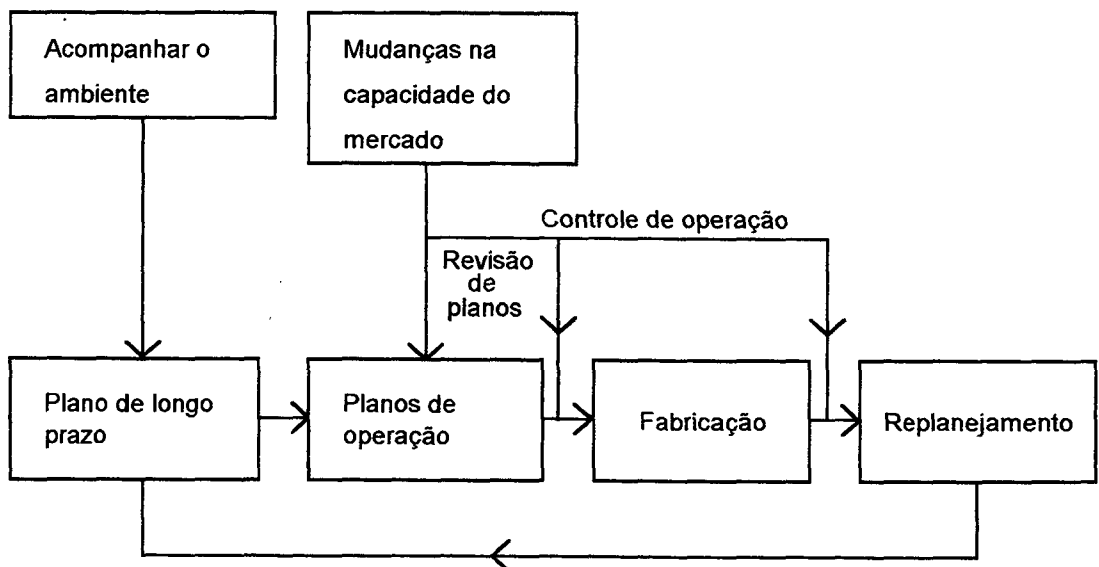 Acompanhar o
ambiente
Mudanças na
capacidade do
mercado
Controle de operação
Revisão
de
planos
Plano de longo
prazo
Planos de
operação
Fabricação
Replanejamento